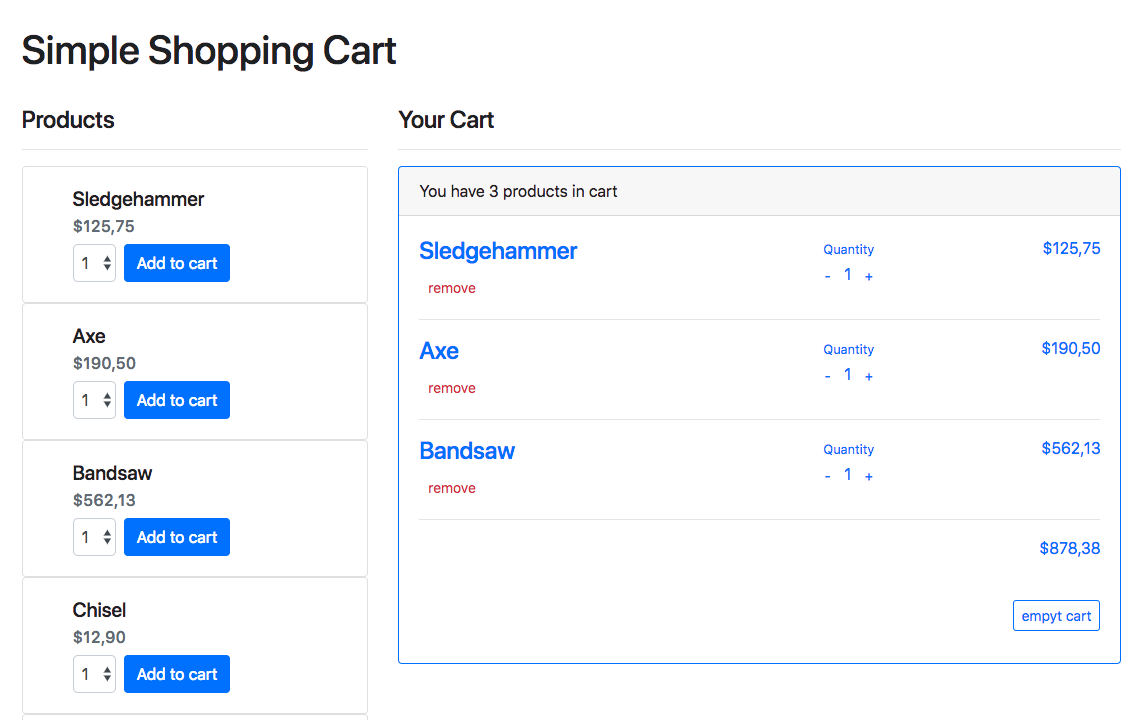 Simple Shopping Cart
Products
Sledgehammer
$125,75
1 Add to cart
Axe
$190,50
1 Add to cart
Bandsaw
$562,13
1 Add to cart
Chisel
$12,90
1 Add to cart
Your Cart
You have 3 products in cart
Sledgehammer Quantity $125,75
- 1 +
remove
Axe Quantity $190,50
- 1 +
remove
Bandsaw Quantity $562,13
- 1 +
remove
$878,38
empyt cart